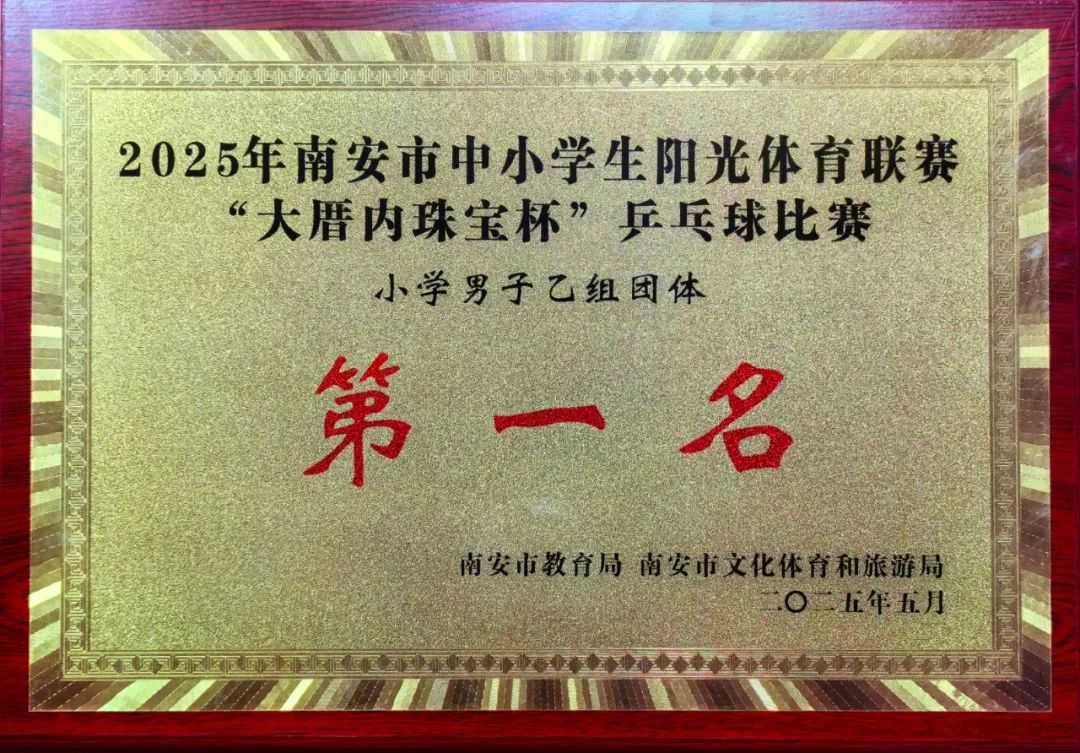 2025年南安市中小学生阳光体育联赛
“大厝内珠宝杯”乒乓球比赛
小学男子乙组团体
第一名
南安市教育局 南安市文化体育和旅游局
二〇二五年五月